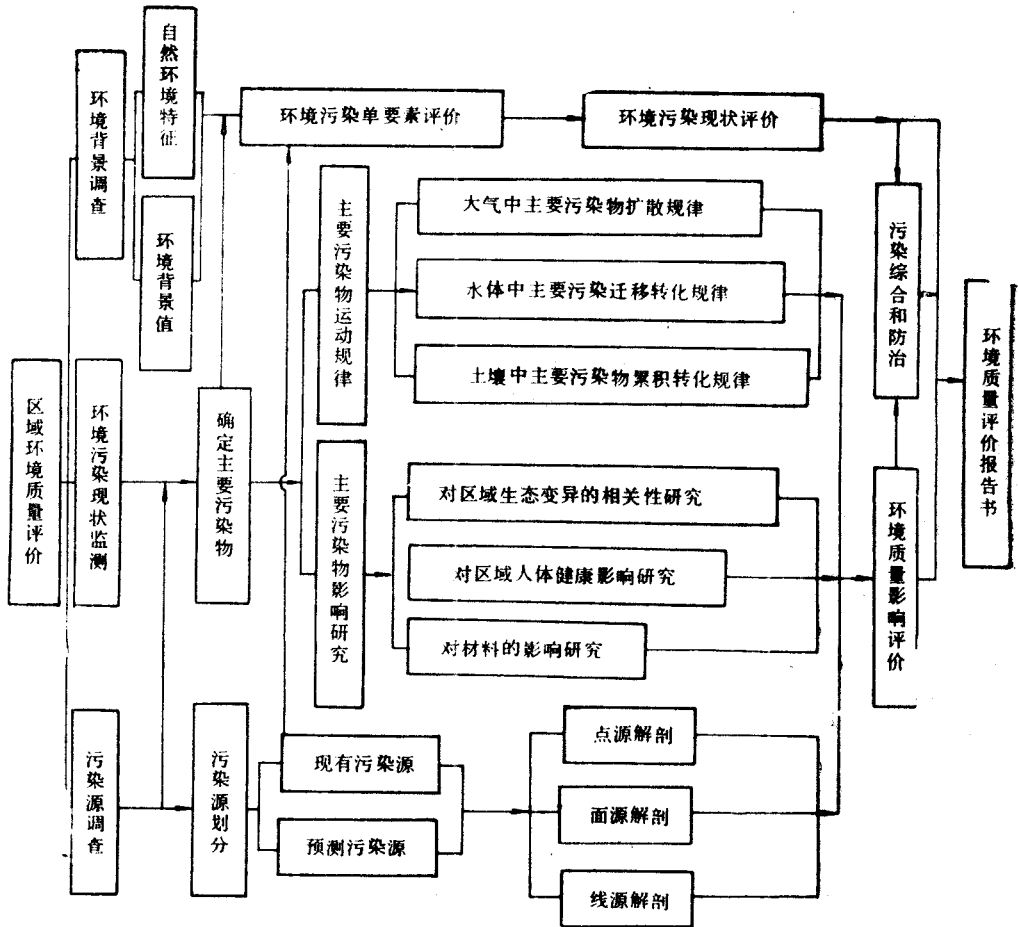 区域环境质量评价
环境背景调查
环境污染现状监测
污染源调查
自然环境特征
环境背景值
确定主要污染物
污染源划分
环境污染单要素评价
环境污染现状评价
主要污染物运动规律
大气中主要污染物扩散规律
水体中主要污染迁移转化规律
土壤中主要污染物累积转化规律
主要污染物影响研究
对区域生态变异的相关性研究
对区域人体健康影响研究
对材料的影响研究
现有污染源
预测污染源
点源解剖
面源解剖
线源解剖
污染综合和防治
环境质量影响评价
环境质量评价报告书